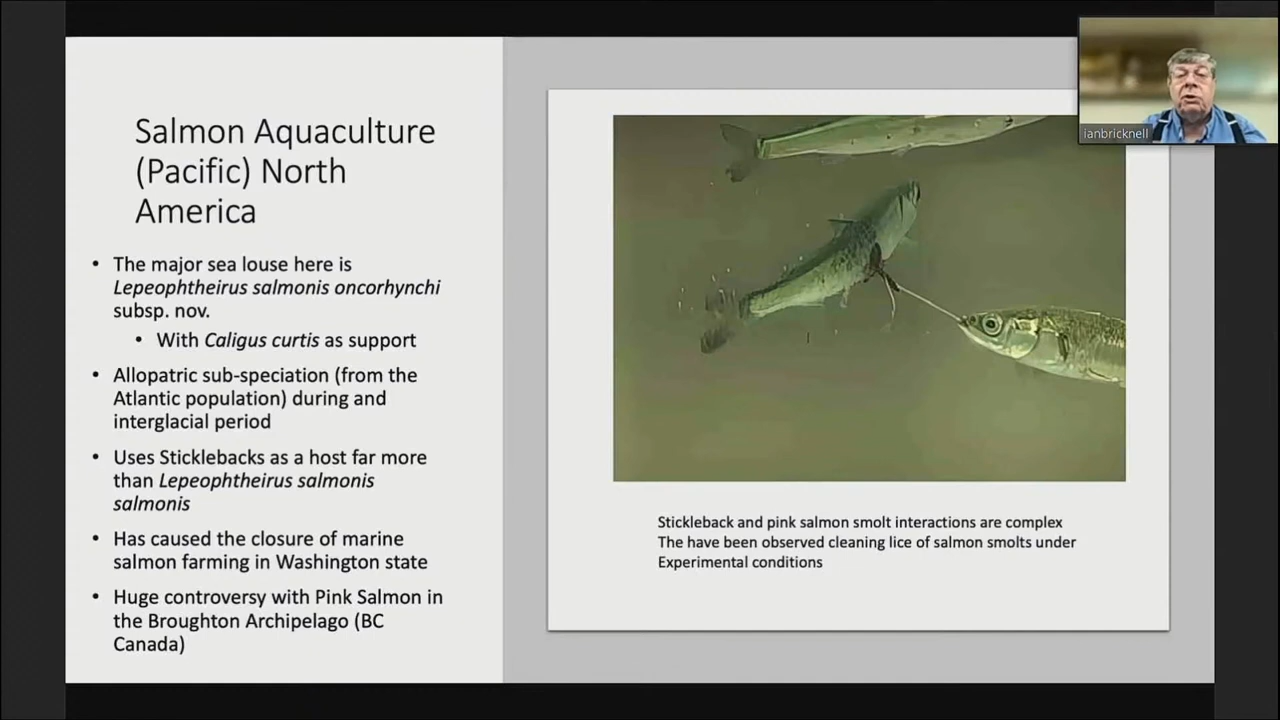 Salmon Aquaculture
(Pacific) North
America
• The major sea louse here is
Lepeophtheirus salmonis oncorhynchi
subsp. nov.
• With Caligus curtis as support
• Allopatric sub-speciation (from the
Atlantic population) during and
interglacial period
• Uses Sticklebacks as a host far more
than Lepeophtheirus salmonis
salmonis
• Has caused the closure of marine
salmon farming in Washington state
• Huge controversy with Pink Salmon in
the Broughton Archipelago (BC
Canada)
Stickleback and pink salmon smolt interactions are complex
The have been observed cleaning lice of salmon smolts under
Experimental conditions
ianbricknell